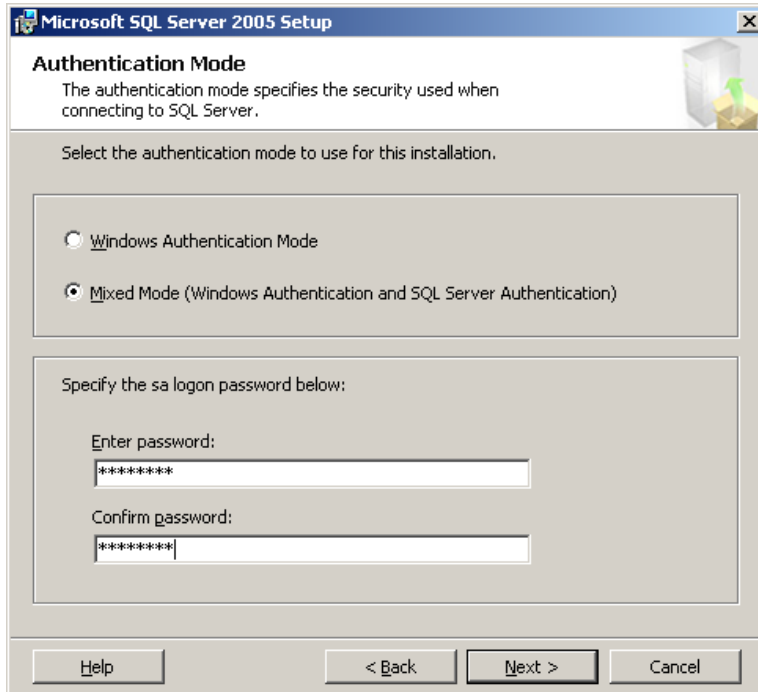 Microsoft SQL Server 2005 Setup
Authentication Mode
The authentication mode specifies the security used when
connecting to SQL Server.
Select the authentication mode to use for this installation.
Windows Authentication Mode
Mixed Mode (Windows Authentication and SQL Server Authentication)
Specify the sa logon password below:
Enter password:
********
Confirm password:
********
Help
< Back
Next >
Cancel